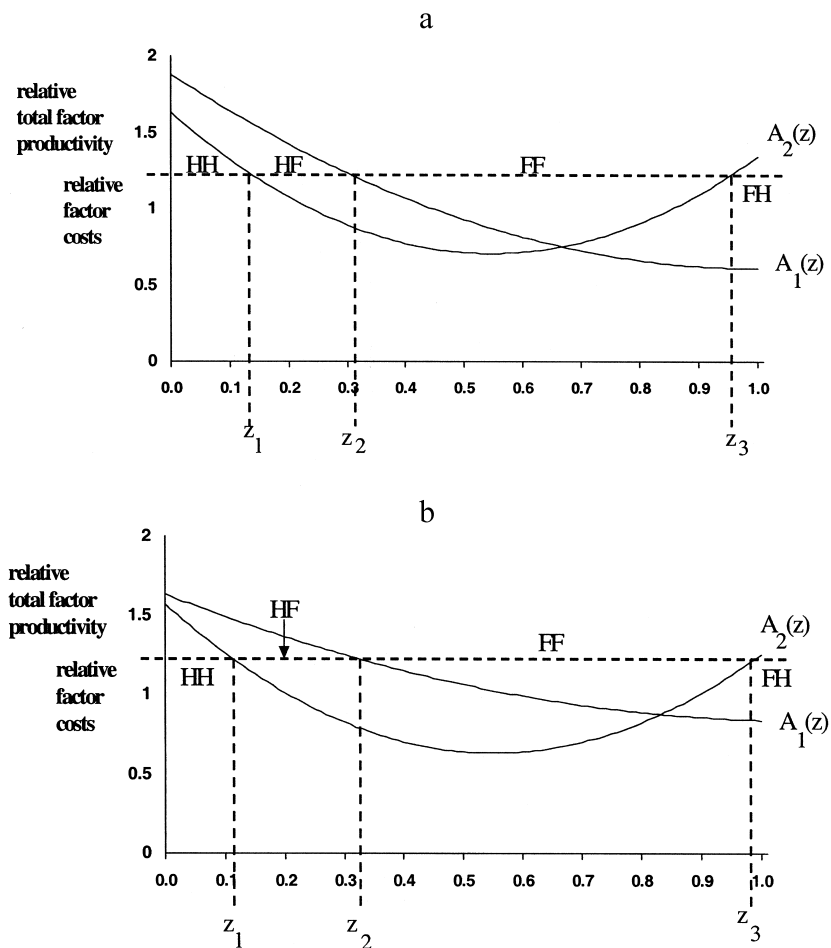 a
2
relative
total factor
productivity
1.5
A2(z)
HH HF FF
relative
factor
costs
1
FH
A1(z)
0.5
0
0.0 0.1 0.2 0.3 0.4 0.5 0.6 0.7 0.8 0.9 1.0
z1 z2 z3
b
2
relative
total factor
productivity
1.5
HF
A2(z)
FF
relative
factor
costs
HH
FH
1
A1(z)
0.5
0
0.0 0.1 0.2 0.3 0.4 0.5 0.6 0.7 0.8 0.9 1.0
z1 z2 z3